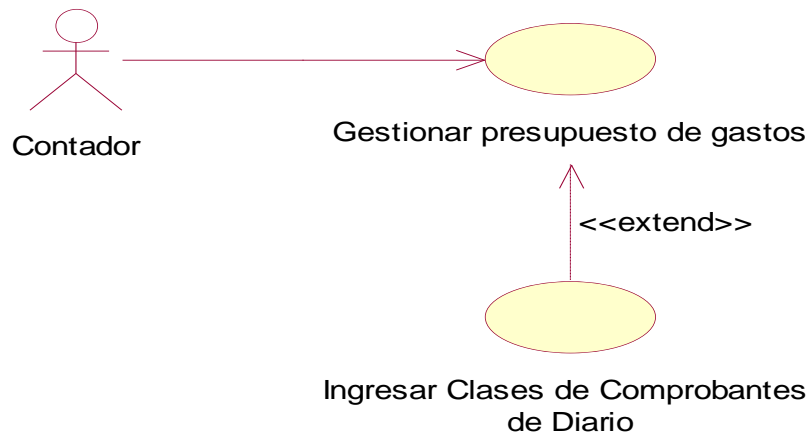 Contador
Gestionar presupuesto de gastos
<<extend>>
Ingresar Clases de Comprobantes
de Diario